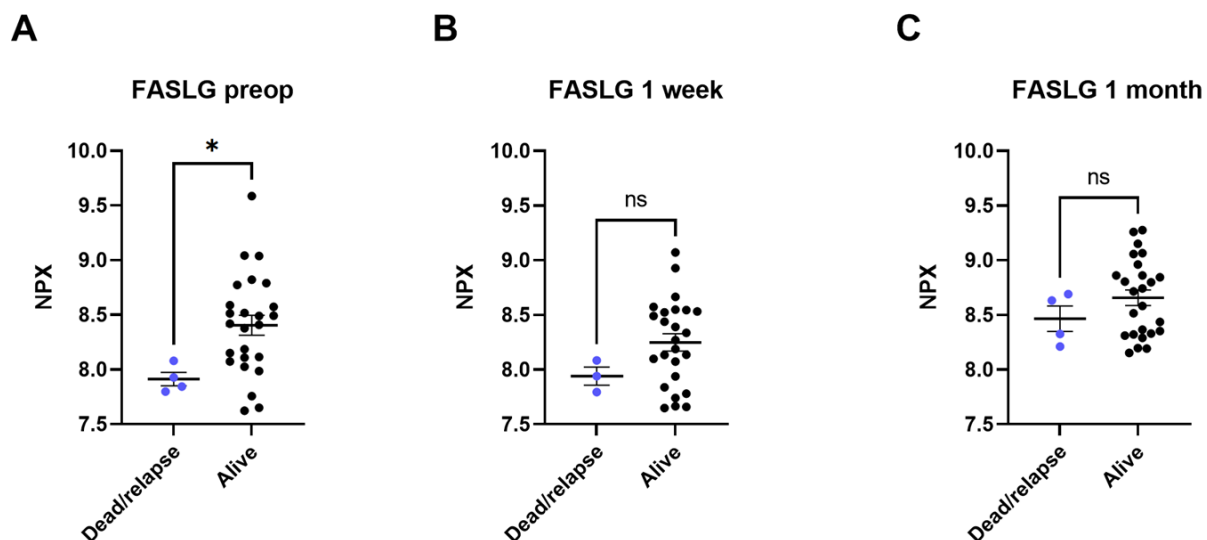 A
B
C
FASLG preop
FASLG 1 week
FASLG 1 month
*
ns
ns
NPX
10.0
9.5
9.0
8.5
8.0
7.5
Dead/relapse
Alive
NPX
10.0
9.5
9.0
8.5
8.0
7.5
Dead/relapse
Alive
NPX
10.0
9.5
9.0
8.5
8.0
7.5
Dead/relapse
Alive